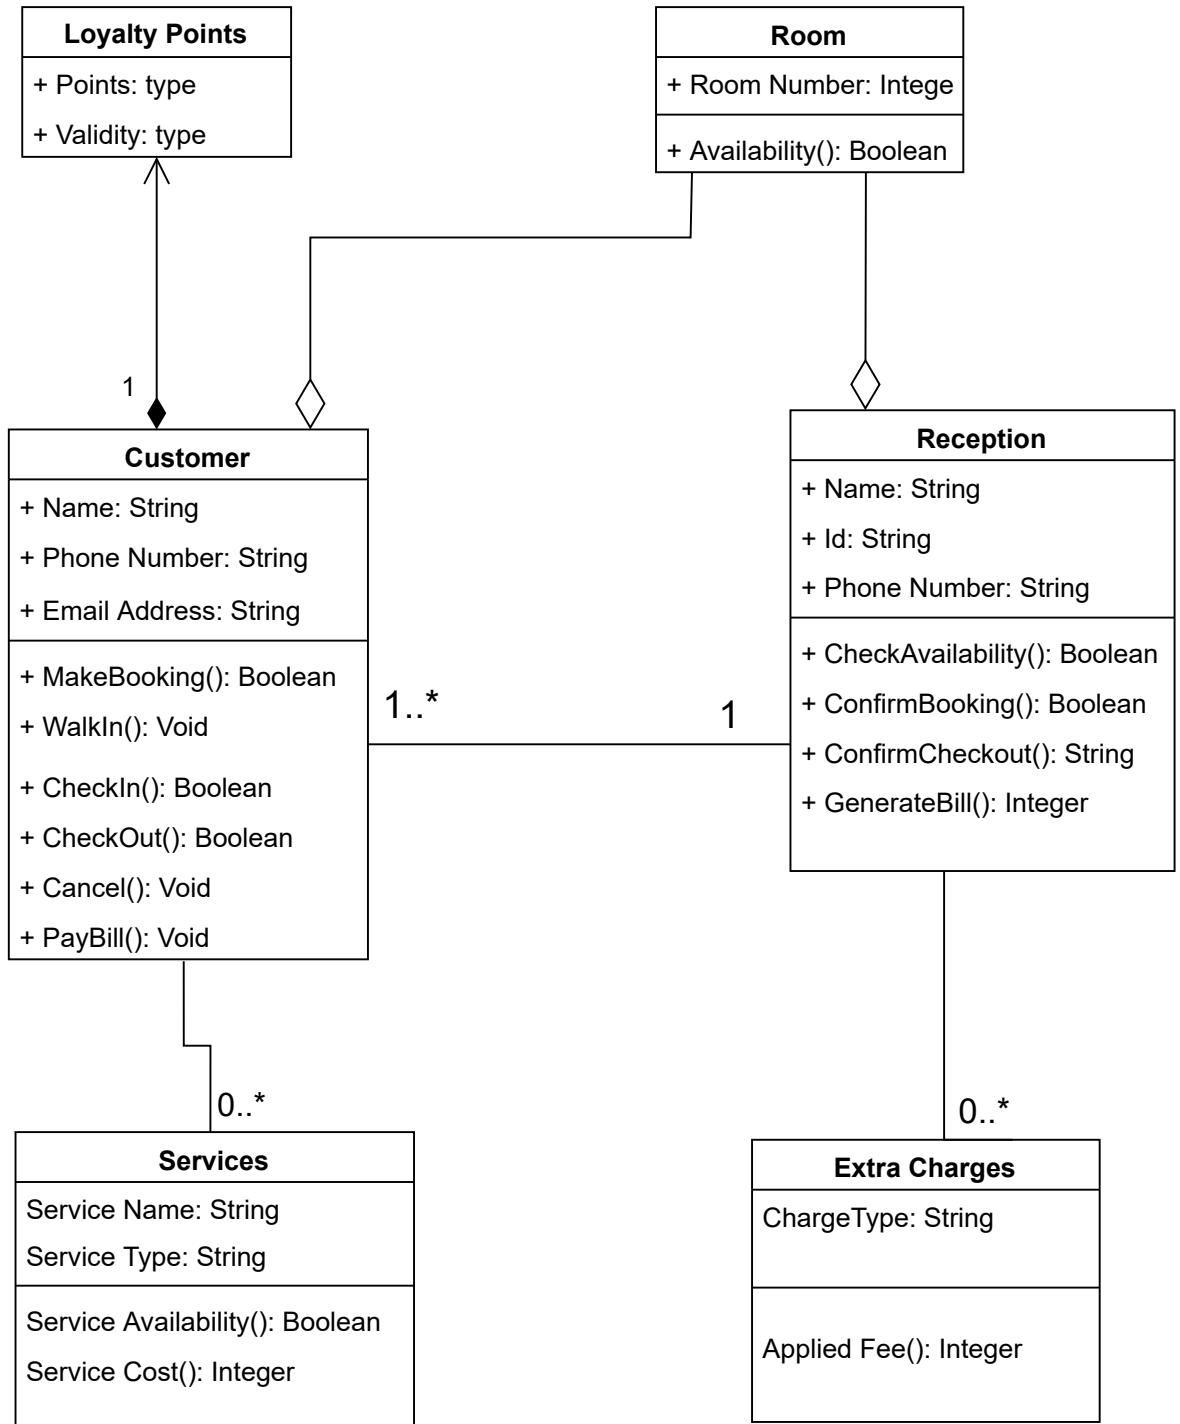 Loyalty Points
+ Points: type
+ Validity: type
Room
+ Room Number: Intege
+ Availability(): Boolean
1
Customer
+ Name: String
+ Phone Number: String
+ Email Address: String
+ MakeBooking(): Boolean
+ WalkIn(): Void
+ CheckIn(): Boolean
+ CheckOut(): Boolean
+ Cancel(): Void
+ PayBill(): Void
1..*
1
Reception
+ Name: String
+ Id: String
+ Phone Number: String
+ CheckAvailability(): Boolean
+ ConfirmBooking(): Boolean
+ ConfirmCheckout(): String
+ GenerateBill(): Integer
0..*
Services
Service Name: String
Service Type: String
Service Availability(): Boolean
Service Cost(): Integer
0..*
Extra Charges
ChargeType: String
Applied Fee(): Integer